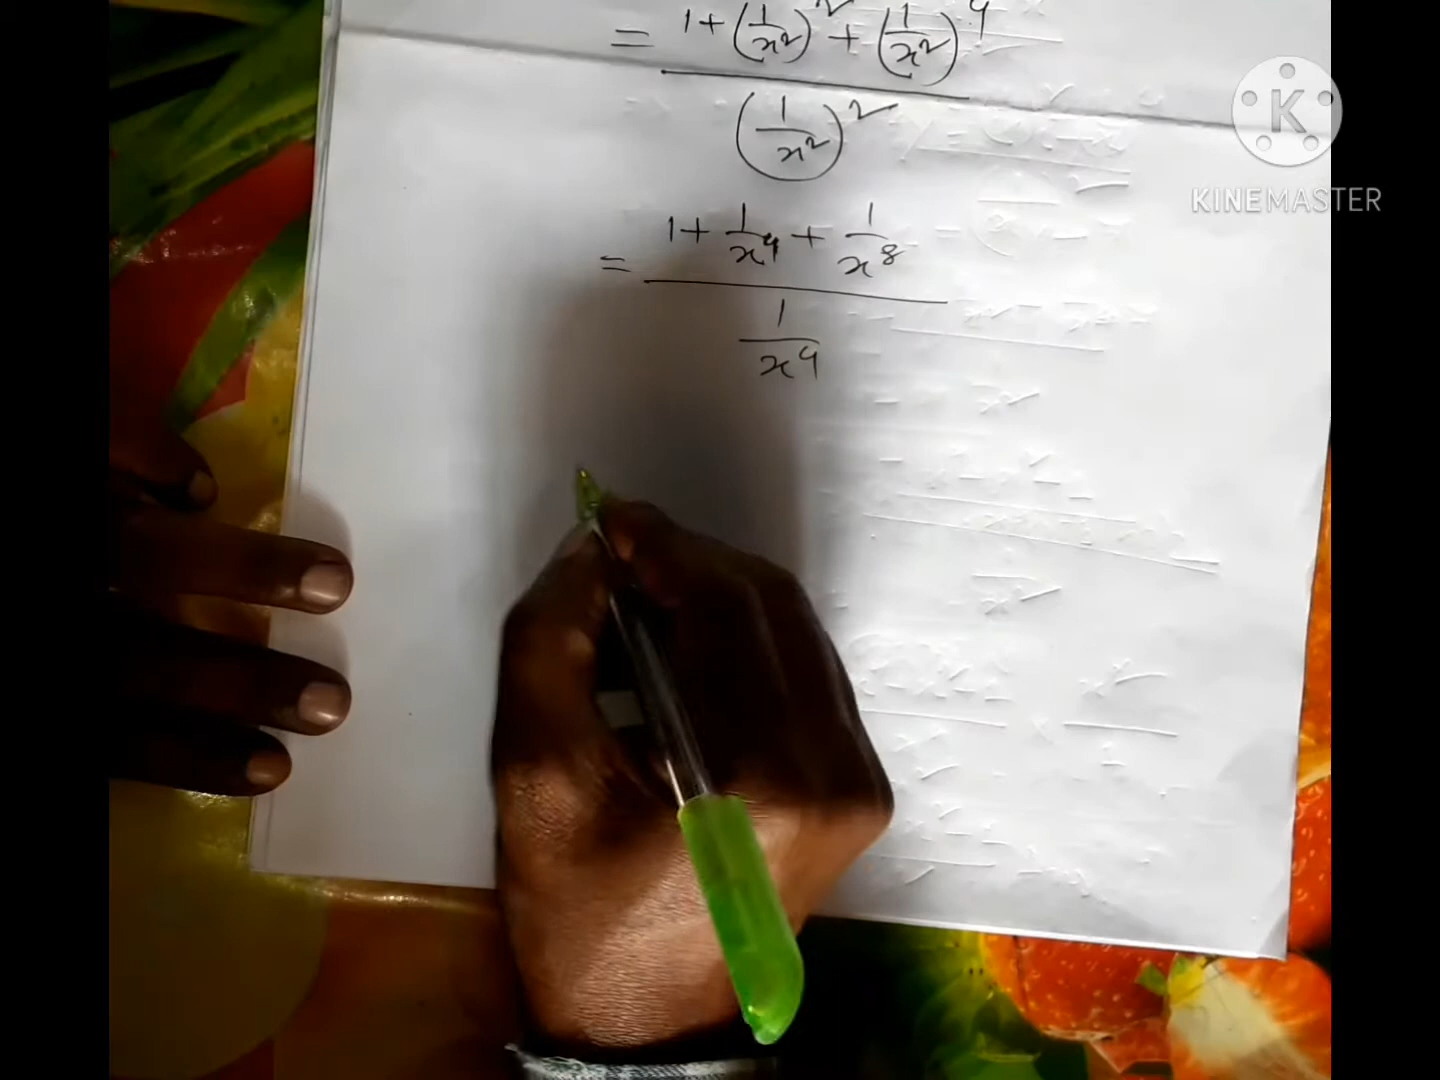 = 1 + (1/x²)² + (1/x²)⁴ / (1/x²)²
= 1 + 1/x⁴ + 1/x⁸ / 1/x⁴
K
KINEMASTER